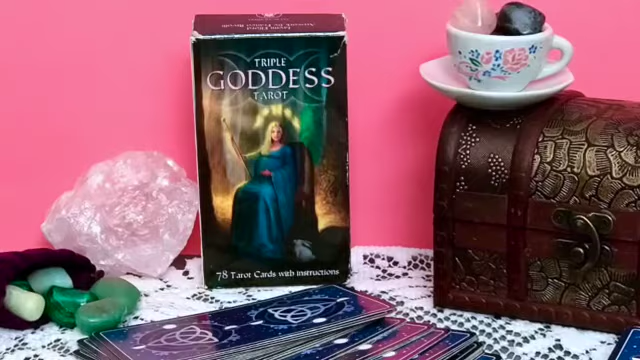 TRIPLE
GODDESS
TAROT
78 Tarot Cards with instructions